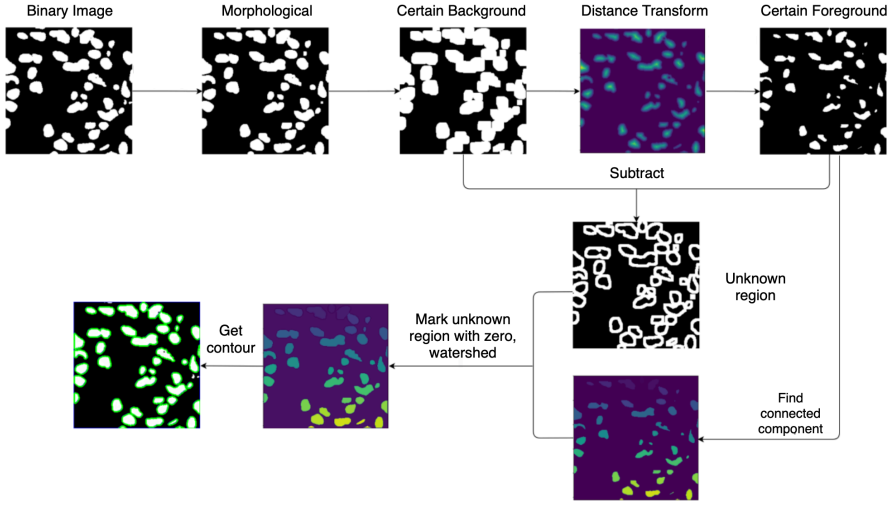 Binary Image
Morphological
Certain Background
Distance Transform
Certain Foreground
Subtract
Unknown
region
Get
contour
Mark unknown
region with zero,
watershed
Find
connected
component